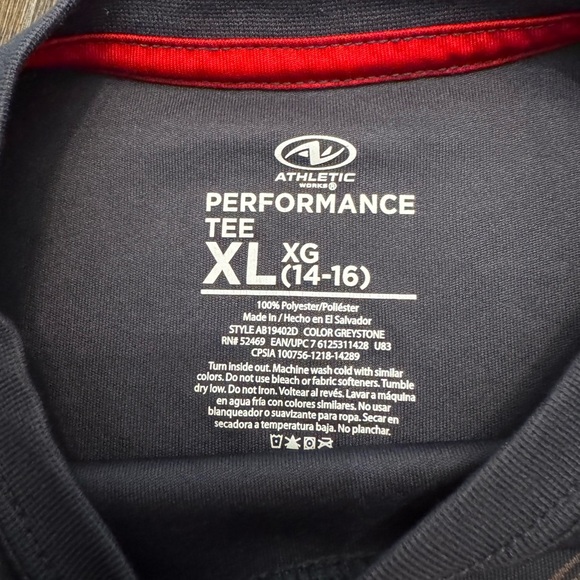 ATHLETIC
WORKS®
PERFORMANCE
TEE
XL XG
(14-16)
100% Polyester/Poliéster
Made in / Hecho en El Salvador
STYLE AB19402D COLOR GREYSTONE
RN# 52469 EAN/UPC 7 6125311428 U83
CPSIA 100756-1218-14289
Turn inside out. Machine wash cold with similar
colors. Do not use bleach or fabric softeners. Tumble
dry low. Do not Iron. Voltear al revés. Lavar a máquina
en agua fría con colores similares. No usar
blanqueador o suavizante para ropa. Secar en
secadora a temperatura baja. No planchar.